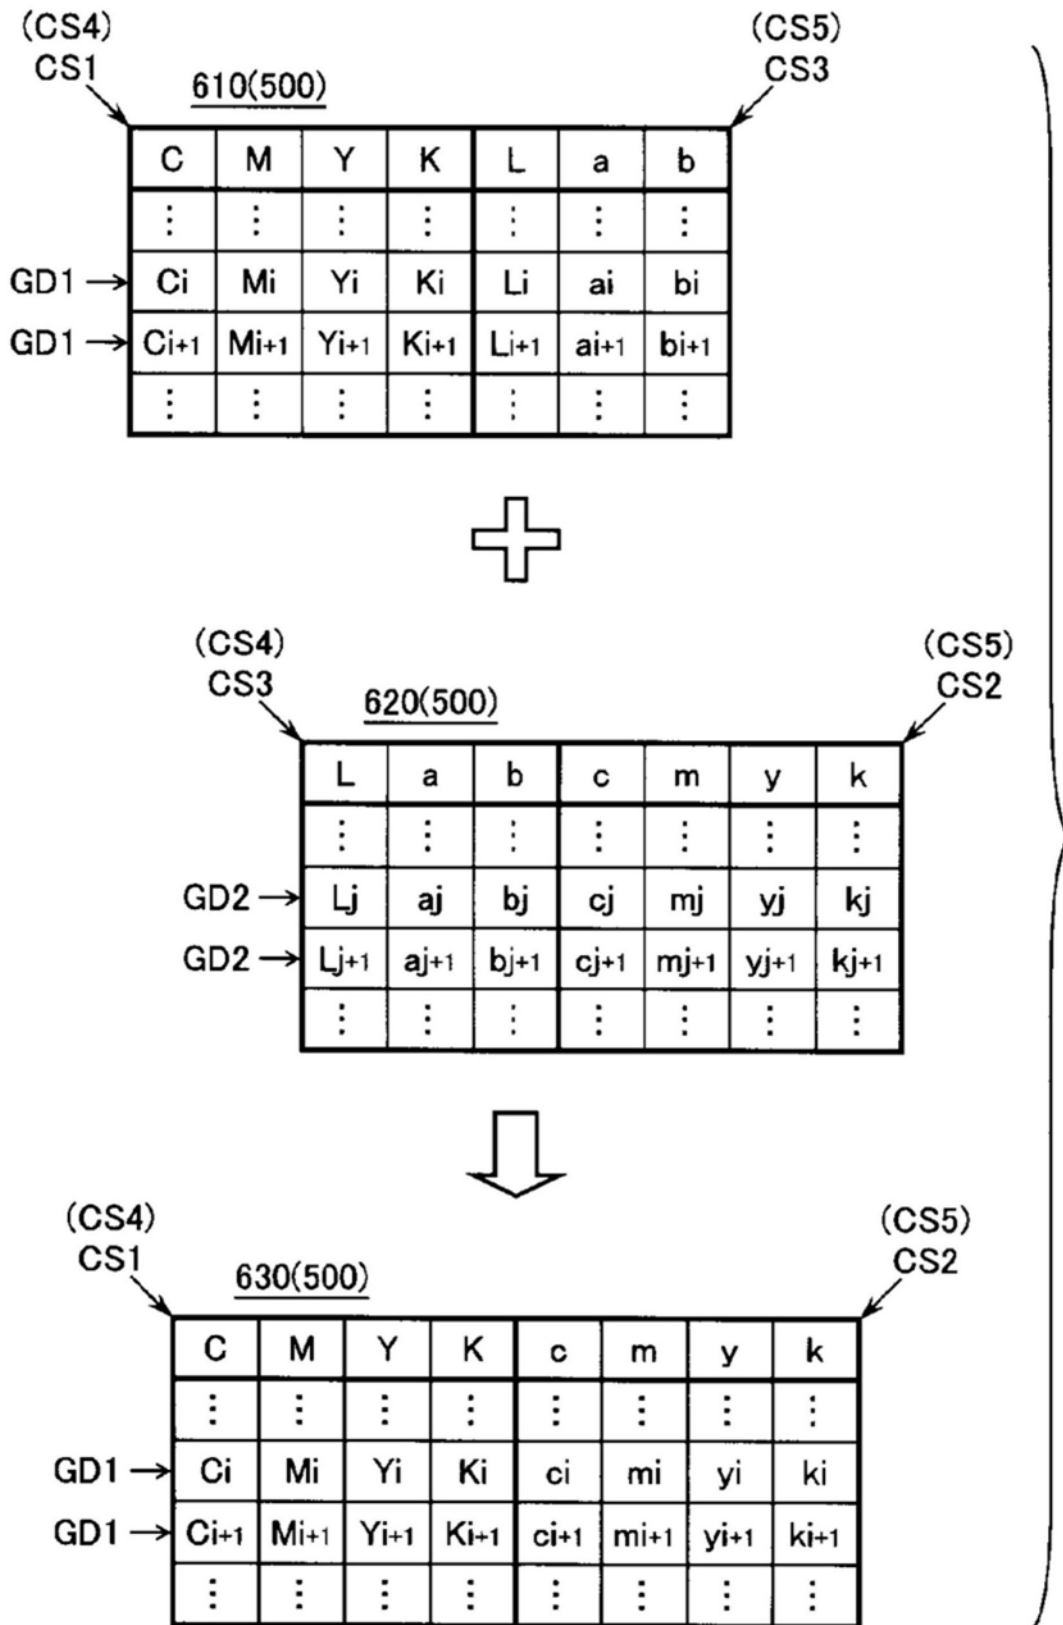 (CS4) (CS5)
CS1 CS3
610(500)
C M Y K L a b
⋮ ⋮ ⋮ ⋮ ⋮ ⋮ ⋮
GD1→ Ci Mi Yi Ki Li ai bi
GD1→ Ci+1 Mi+1 Yi+1 Ki+1 Li+1 ai+1 bi+1
⋮ ⋮ ⋮ ⋮ ⋮ ⋮ ⋮
(CS4) (CS5)
CS3 CS2
620(500)
L a b c m y k
⋮ ⋮ ⋮ ⋮ ⋮ ⋮ ⋮
GD2→ Lj aj bj cj mj yj kj
GD2→ Lj+1 aj+1 bj+1 cj+1 mj+1 yj+1 kj+1
⋮ ⋮ ⋮ ⋮ ⋮ ⋮ ⋮
(CS4) (CS5)
CS1 CS2
630(500)
C M Y K c m y k
⋮ ⋮ ⋮ ⋮ ⋮ ⋮ ⋮ ⋮
GD1→ Ci Mi Yi Ki ci mi yi ki
GD1→ Ci+1 Mi+1 Yi+1 Ki+1 ci+1 mi+1 yi+1 ki+1
⋮ ⋮ ⋮ ⋮ ⋮ ⋮ ⋮ ⋮